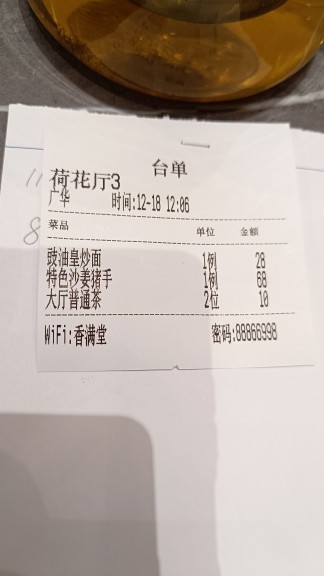 台单
11
荷花厅3
广华 时间:12-18 12:06
菜品 单位 金额
8
豉油皇炒面 1例 28
特色沙姜猪手 1例 68
大厅普通茶 2位 10
WiFi:香满堂 密码:88866998